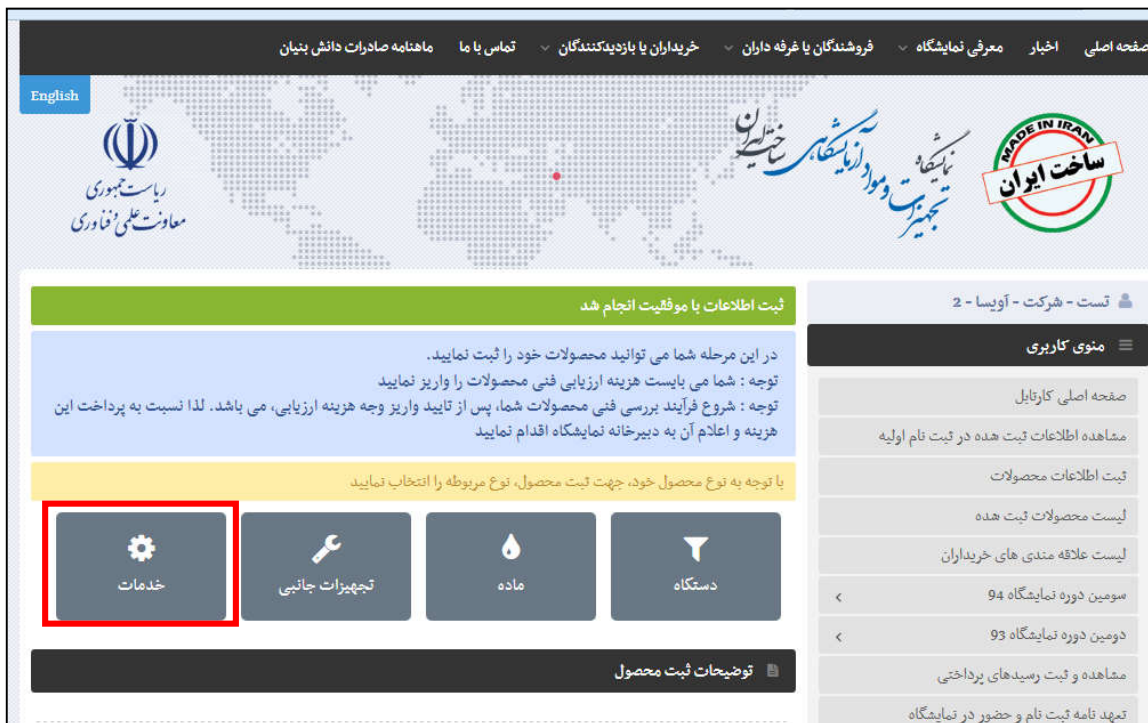 صفحه اصلی اخبار معرفی نمایشگاه فروشندگان یا غرفه داران خریداران یا بازدیدکنندگان تماس با ما ماهنامه صادرات دانش بنیان
English
MADE IN IRAN
ساخت ایران
نمایشگاه
تجهیزات و مواد آزمایشگاهی ساخت ایران
ریاست جمهوری
معاونت علمی و فناوری
تست - شرکت - آویسا - 2
منوی کاربری
صفحه اصلی کارتابل
مشاهده اطلاعات ثبت شده در ثبت نام اولیه
ثبت اطلاعات محصولات
لیست محصولات ثبت شده
لیست علاقه مندی های خریداران
سومین دوره نمایشگاه 94
دومین دوره نمایشگاه 93
مشاهده و ثبت رسیدهای پرداختی
تعهد نامه ثبت نام و حضور در نمایشگاه
ثبت اطلاعات با موفقیت انجام شد
در این مرحله شما می توانید محصولات خود را ثبت نمایید.
توجه : شما می بایست هزینه ارزیابی فنی محصولات را واریز نمایید
توجه : شروع فرآیند بررسی فنی محصولات شما، پس از تایید واریز وجه هزینه ارزیابی، می باشد. لذا نسبت به پرداخت این
هزینه و اعلام آن به دبیرخانه نمایشگاه اقدام نمایید
با توجه به نوع محصول خود، جهت ثبت محصول، نوع مربوطه را انتخاب نمایید
دستگاه
ماده
تجهیزات جانبی
خدمات
توضیحات ثبت محصول